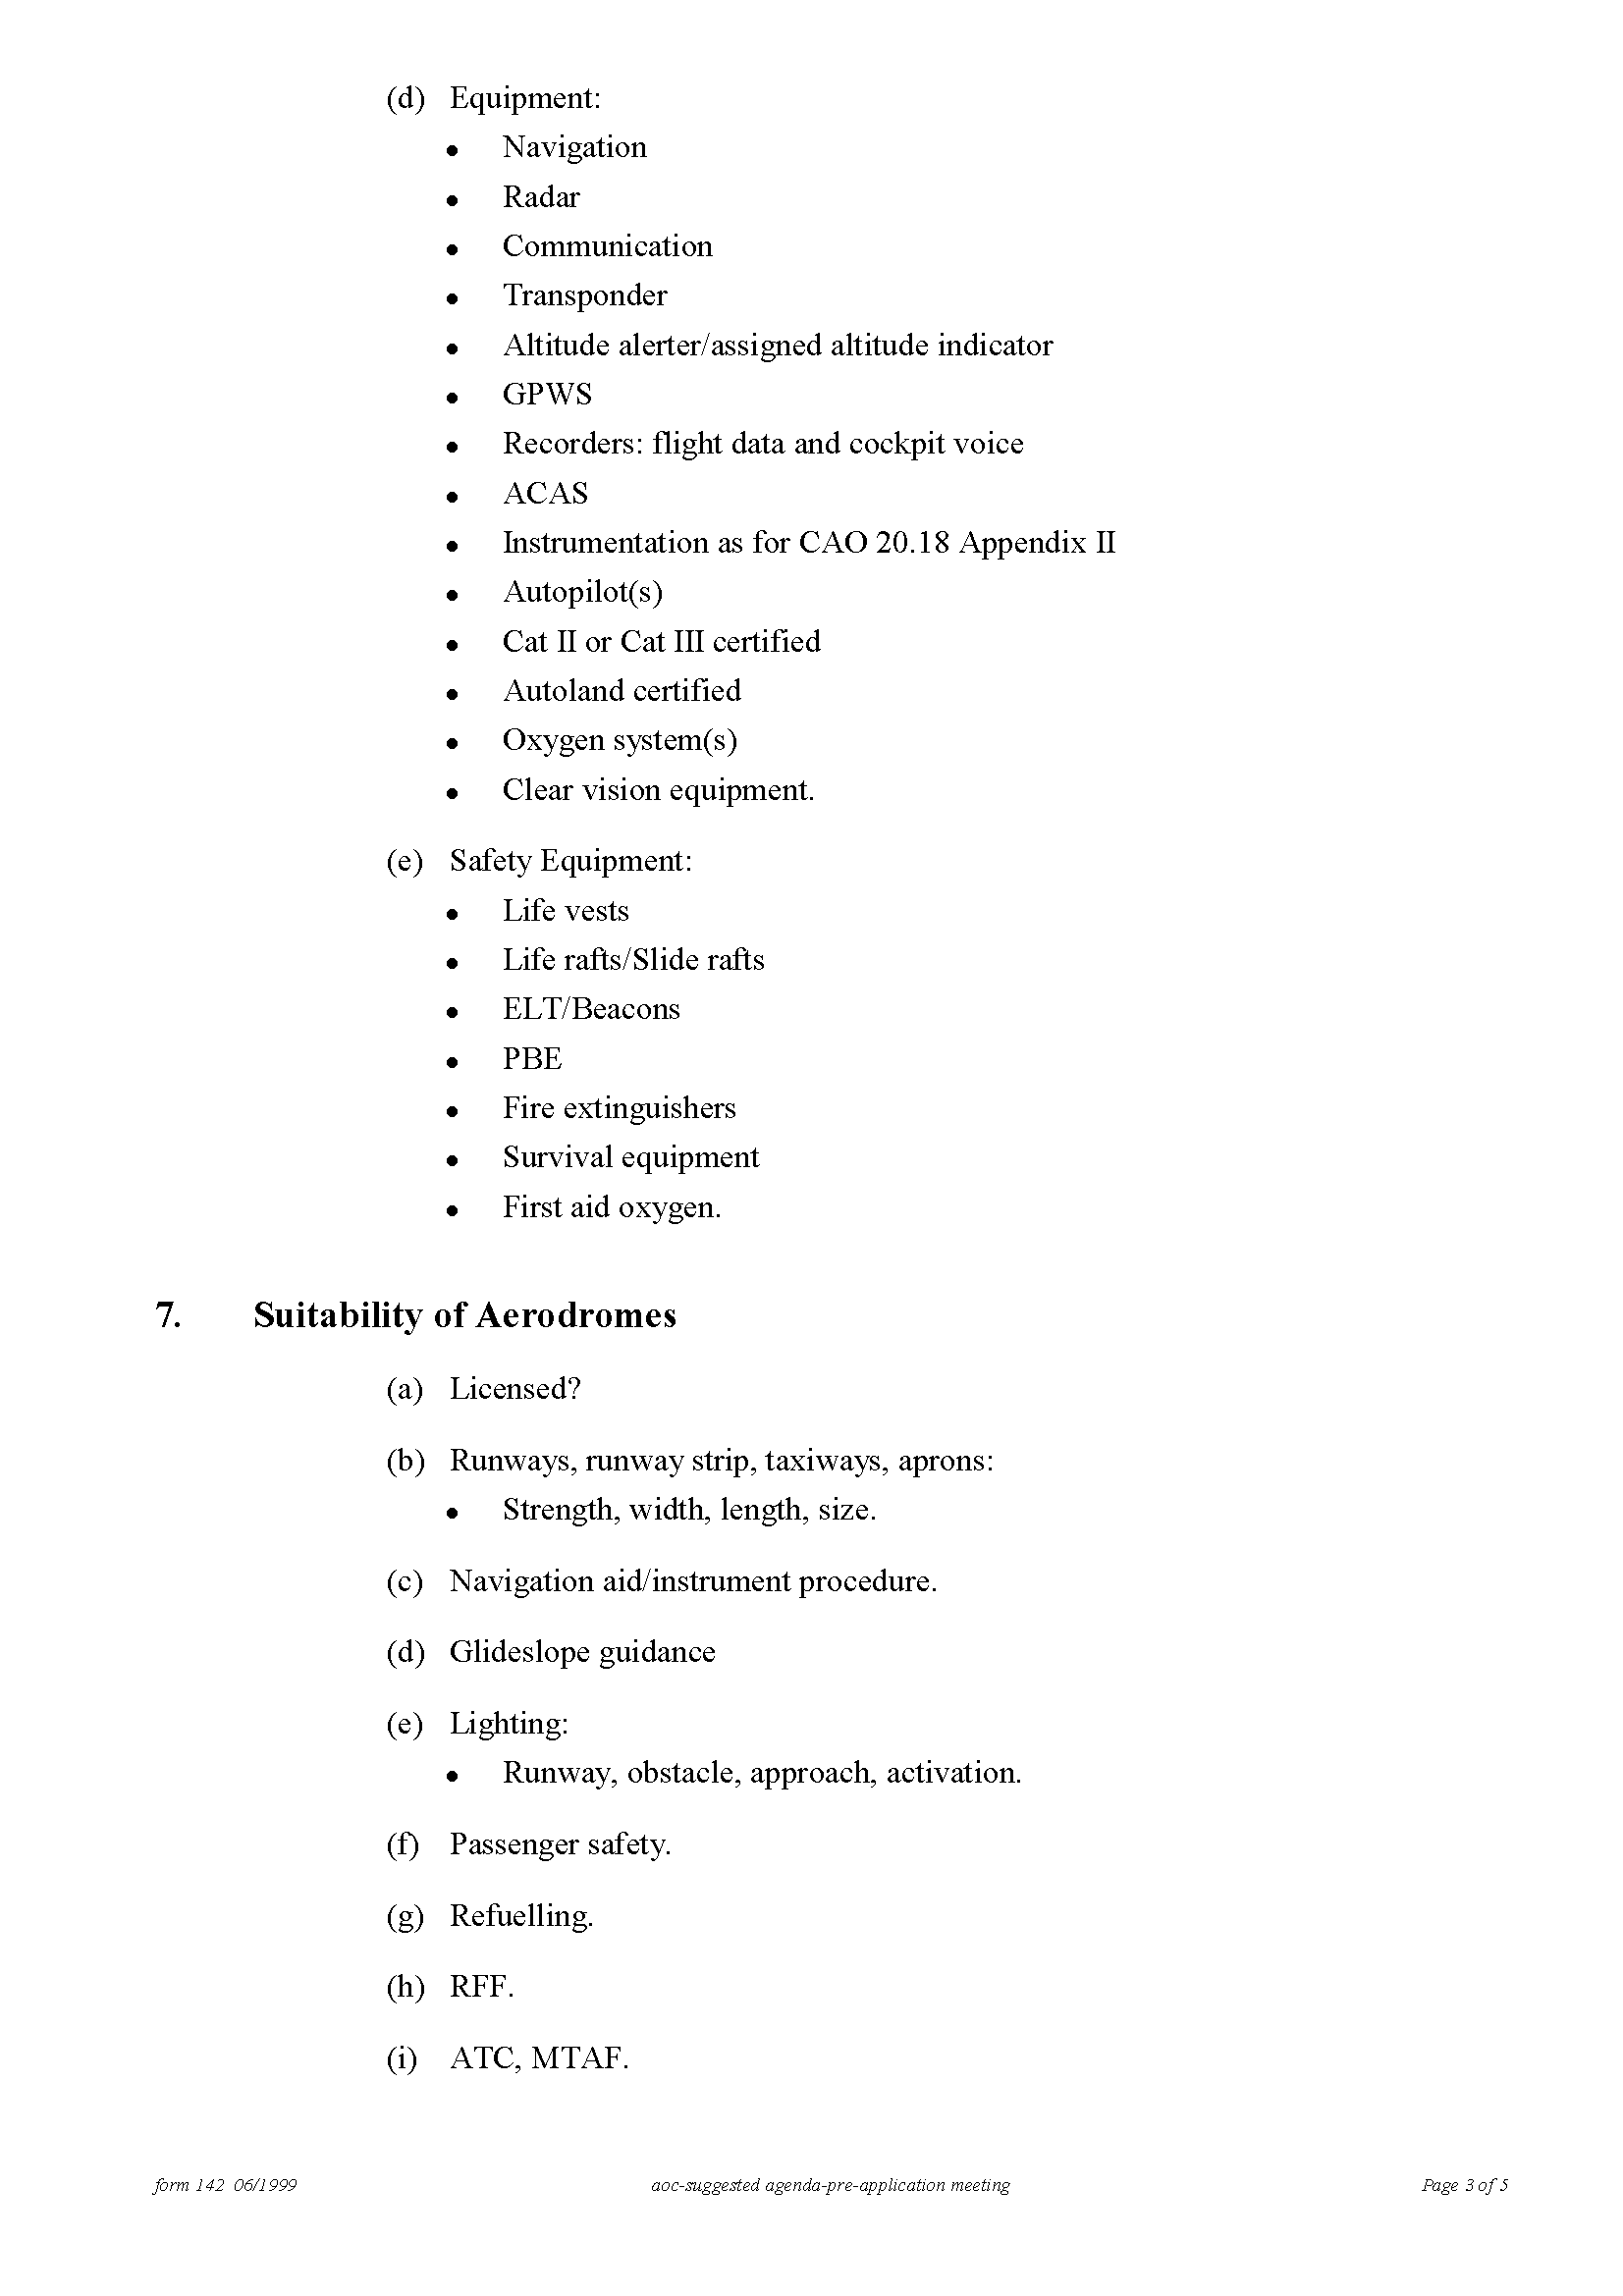 (d) Equipment:
• Navigation
• Radar
• Communication
• Transponder
• Altitude alerter/assigned altitude indicator
• GPWS
• Recorders: flight data and cockpit voice
• ACAS
• Instrumentation as for CAO 20.18 Appendix II
• Autopilot(s)
• Cat II or Cat III certified
• Autoland certified
• Oxygen system(s)
• Clear vision equipment.
(e) Safety Equipment:
• Life vests
• Life rafts/Slide rafts
• ELT/Beacons
• PBE
• Fire extinguishers
• Survival equipment
• First aid oxygen.
7. Suitability of Aerodromes
(a) Licensed?
(b) Runways, runway strip, taxiways, aprons:
• Strength, width, length, size.
(c) Navigation aid/instrument procedure.
(d) Glideslope guidance
(e) Lighting:
• Runway, obstacle, approach, activation.
(f) Passenger safety.
(g) Refuelling.
(h) RFF.
(i) ATC, MTAF.
form 142 06/1999 aoc-suggested agenda-pre-application meeting Page 3 of 5